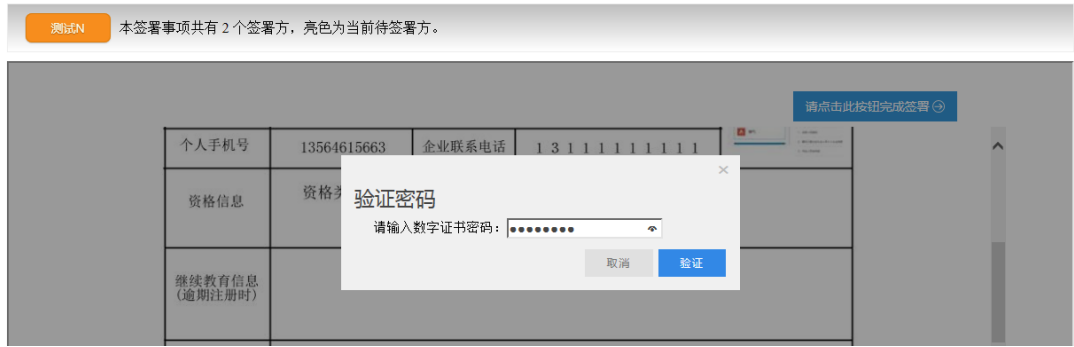 测试N 本签署事项共有 2 个签署方，亮色为当前待签署方。
请点击此按钮完成签署
个人手机号 13564615663 企业联系电话 1 3 1 1 1 1 1 1 1 1 1
资格信息 资格类
验证密码
请输入数字证书密码：
取消 验证
继续教育信息
(逾期注册时)